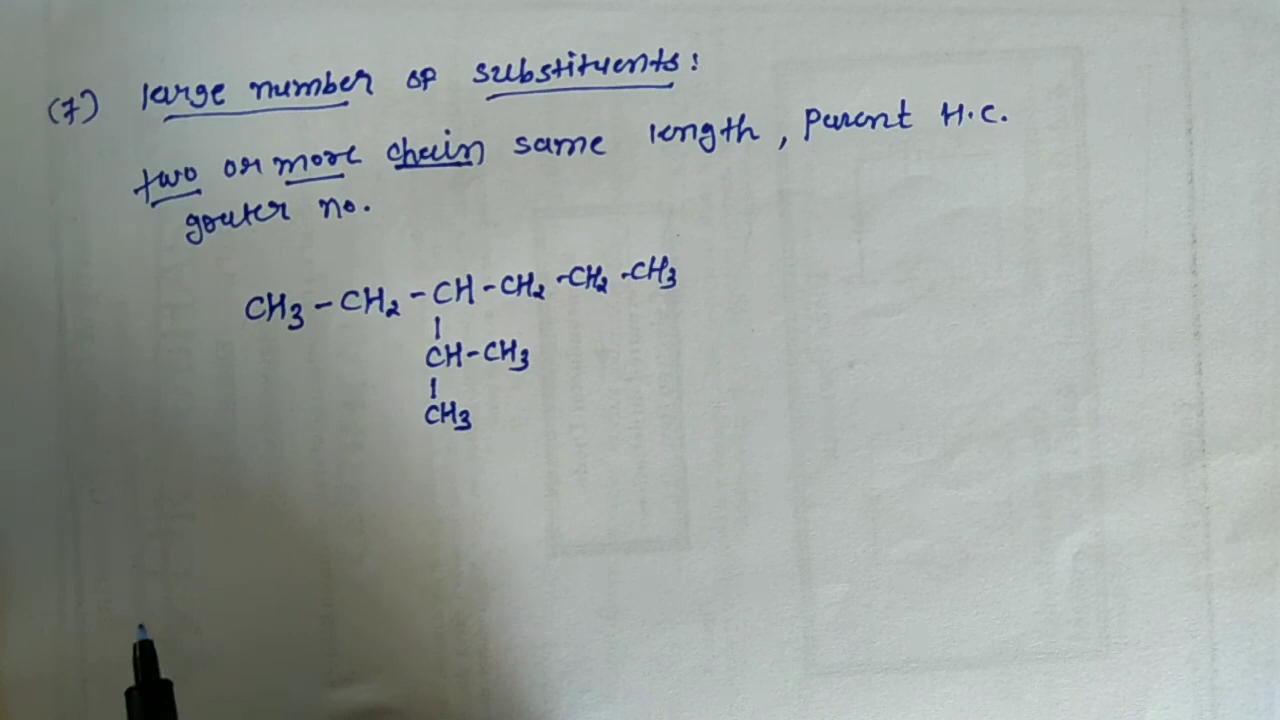 (7) large number of substituents:
two or more chain same length, Parent H.C.
grouter no.
CH3 - CH2 - CH - CH2 - CH2 - CH3
|
CH - CH3
|
CH3